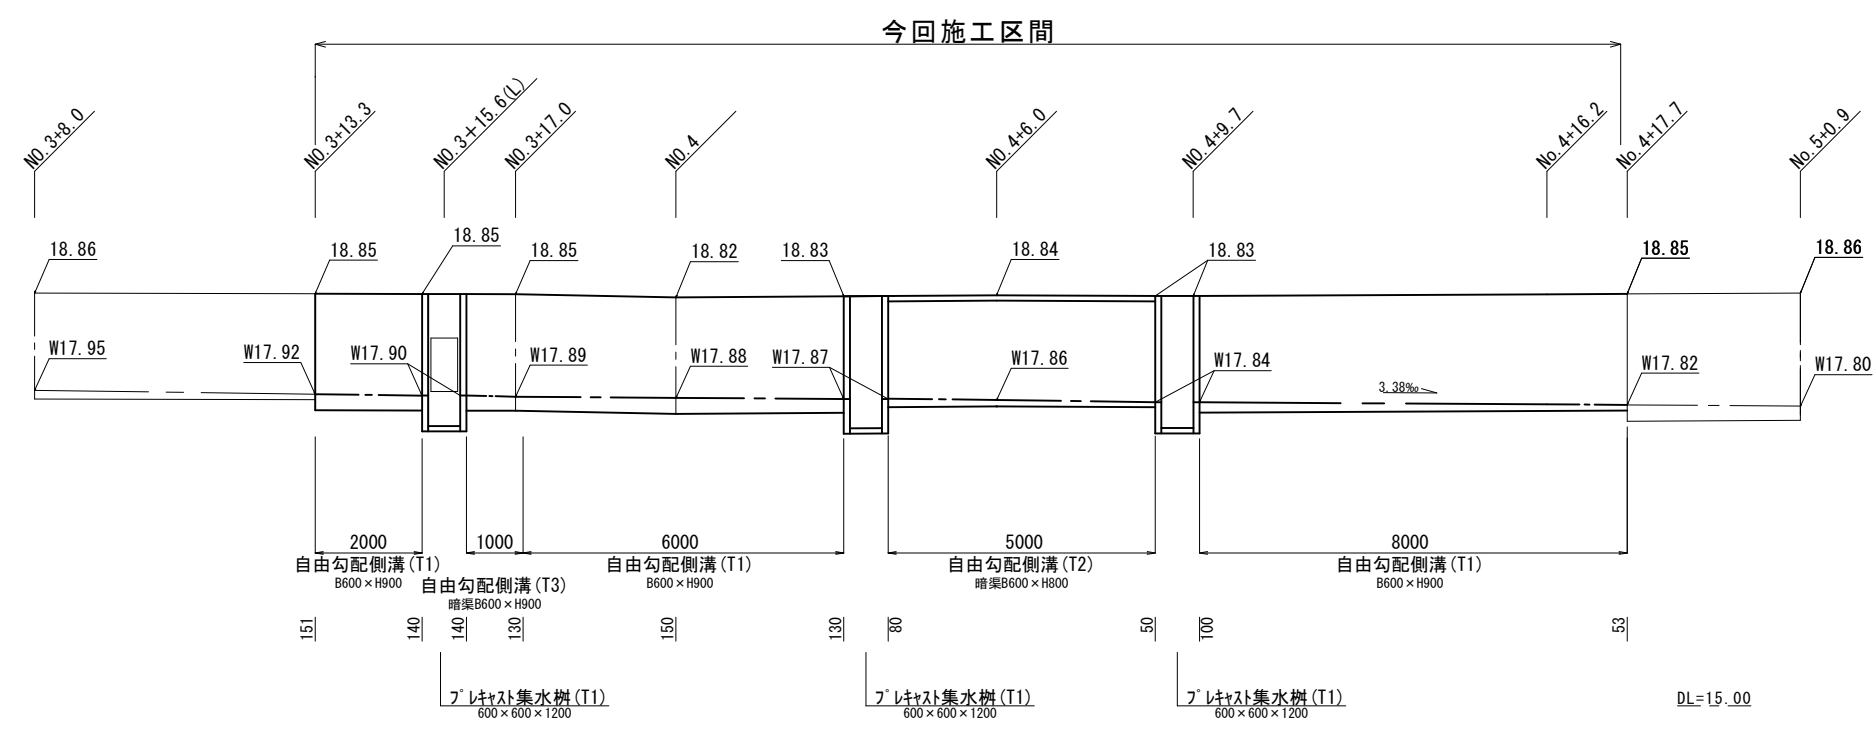 今回施工区間
NO.3+8.0
NO.3+13.3
NO.3+15.6(L)
NO.3+17.0
NO.4
NO.4+6.0
NO.4+9.7
No.4+16.2
No.4+17.7
No.5+0.9
18.86
18.85
18.85
18.85
18.82
18.83
18.84
18.83
18.85
18.86
W17.95
W17.92
W17.90
W17.89
W17.88
W17.87
W17.86
W17.84
3.38‰
W17.82
W17.80
2000
1000
6000
5000
8000
自由勾配側溝(T1)
B600×H900
自由勾配側溝(T3)
暗渠B600×H900
自由勾配側溝(T1)
B600×H900
自由勾配側溝(T2)
暗渠B600×H800
自由勾配側溝(T1)
B600×H900
151
140
140
130
150
130
80
50
100
53
プレキャスト集水桝(T1)
600×600×1200
プレキャスト集水桝(T1)
600×600×1200
プレキャスト集水桝(T1)
600×600×1200
DL=15.00